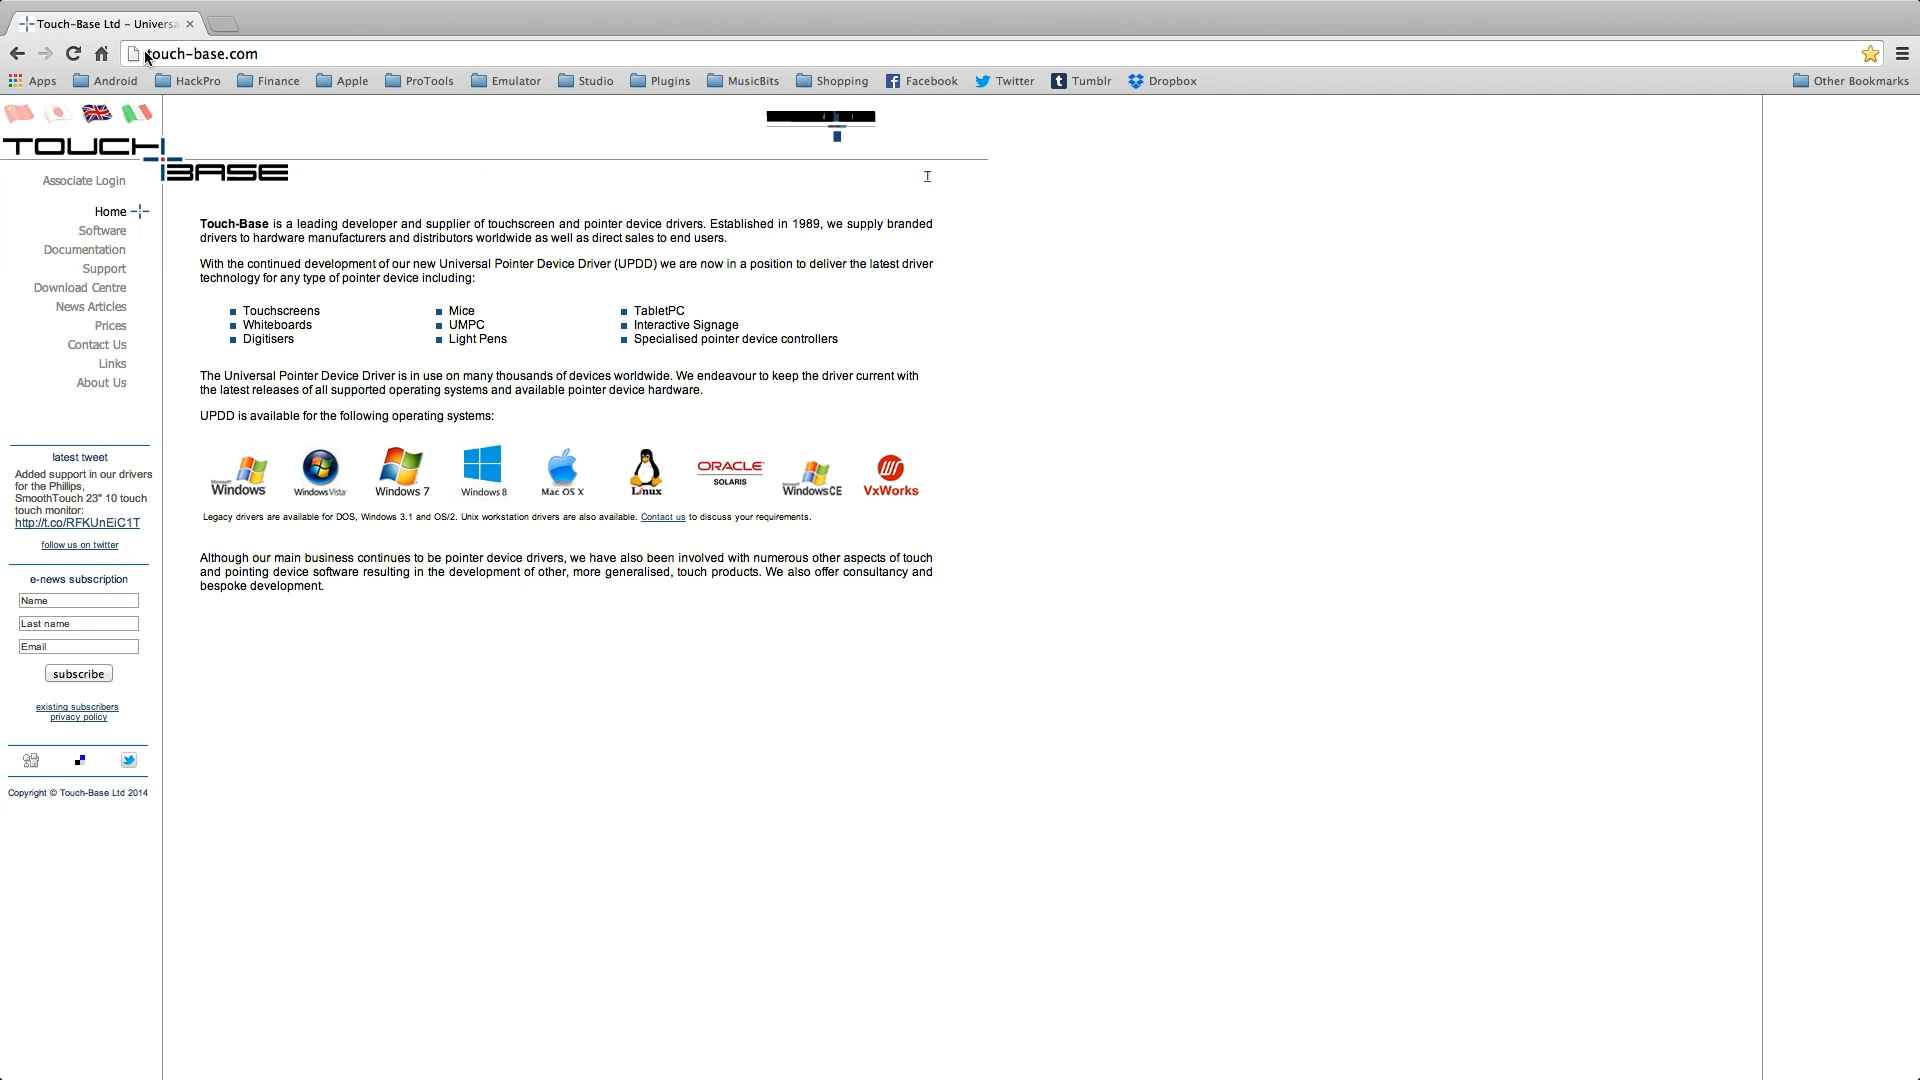 Touch-Base Ltd – Universa
touch-base.com
Apps Android HackPro Finance Apple ProTools Emulator Studio Plugins MusicBits Shopping Facebook Twitter Tumblr Dropbox Other Bookmarks
TOUCH
BASE
T
Associate Login
Home
Software
Documentation
Support
Download Centre
News Articles
Prices
Contact Us
Links
About Us
latest tweet
Added support in our drivers
for the Phillips,
SmoothTouch 23" 10 touch
touch monitor:
http://t.co/RFKUnEiC1T
follow us on twitter
e-news subscription
Name
Last name
Email
subscribe
existing subscribers
privacy policy
Copyright © Touch-Base Ltd 2014
Touch-Base is a leading developer and supplier of touchscreen and pointer device drivers. Established in 1989, we supply branded
drivers to hardware manufacturers and distributors worldwide as well as direct sales to end users.
With the continued development of our new Universal Pointer Device Driver (UPDD) we are now in a position to deliver the latest driver
technology for any type of pointer device including:
Touchscreens Mice TabletPC
Whiteboards UMPC Interactive Signage
Digitisers Light Pens Specialised pointer device controllers
The Universal Pointer Device Driver is in use on many thousands of devices worldwide. We endeavour to keep the driver current with
the latest releases of all supported operating systems and available pointer device hardware.
UPDD is available for the following operating systems:
Windows Windows Vista Windows 7 Windows 8 Mac OS X Linux ORACLE SOLARIS Windows CE VxWorks
Legacy drivers are available for DOS, Windows 3.1 and OS/2. Unix workstation drivers are also available. Contact us to discuss your requirements.
Although our main business continues to be pointer device drivers, we have also been involved with numerous other aspects of touch
and pointing device software resulting in the development of other, more generalised, touch products. We also offer consultancy and
bespoke development.